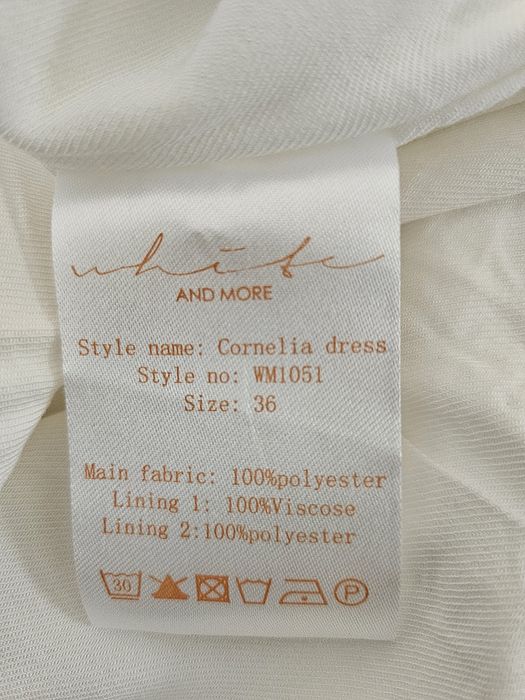 white
AND MORE
Style name: Cornelia dress
Style no: WM1051
Size: 36
Main fabric: 100%polyester
Lining 1: 100%Viscose
Lining 2:100%polyester
30 P